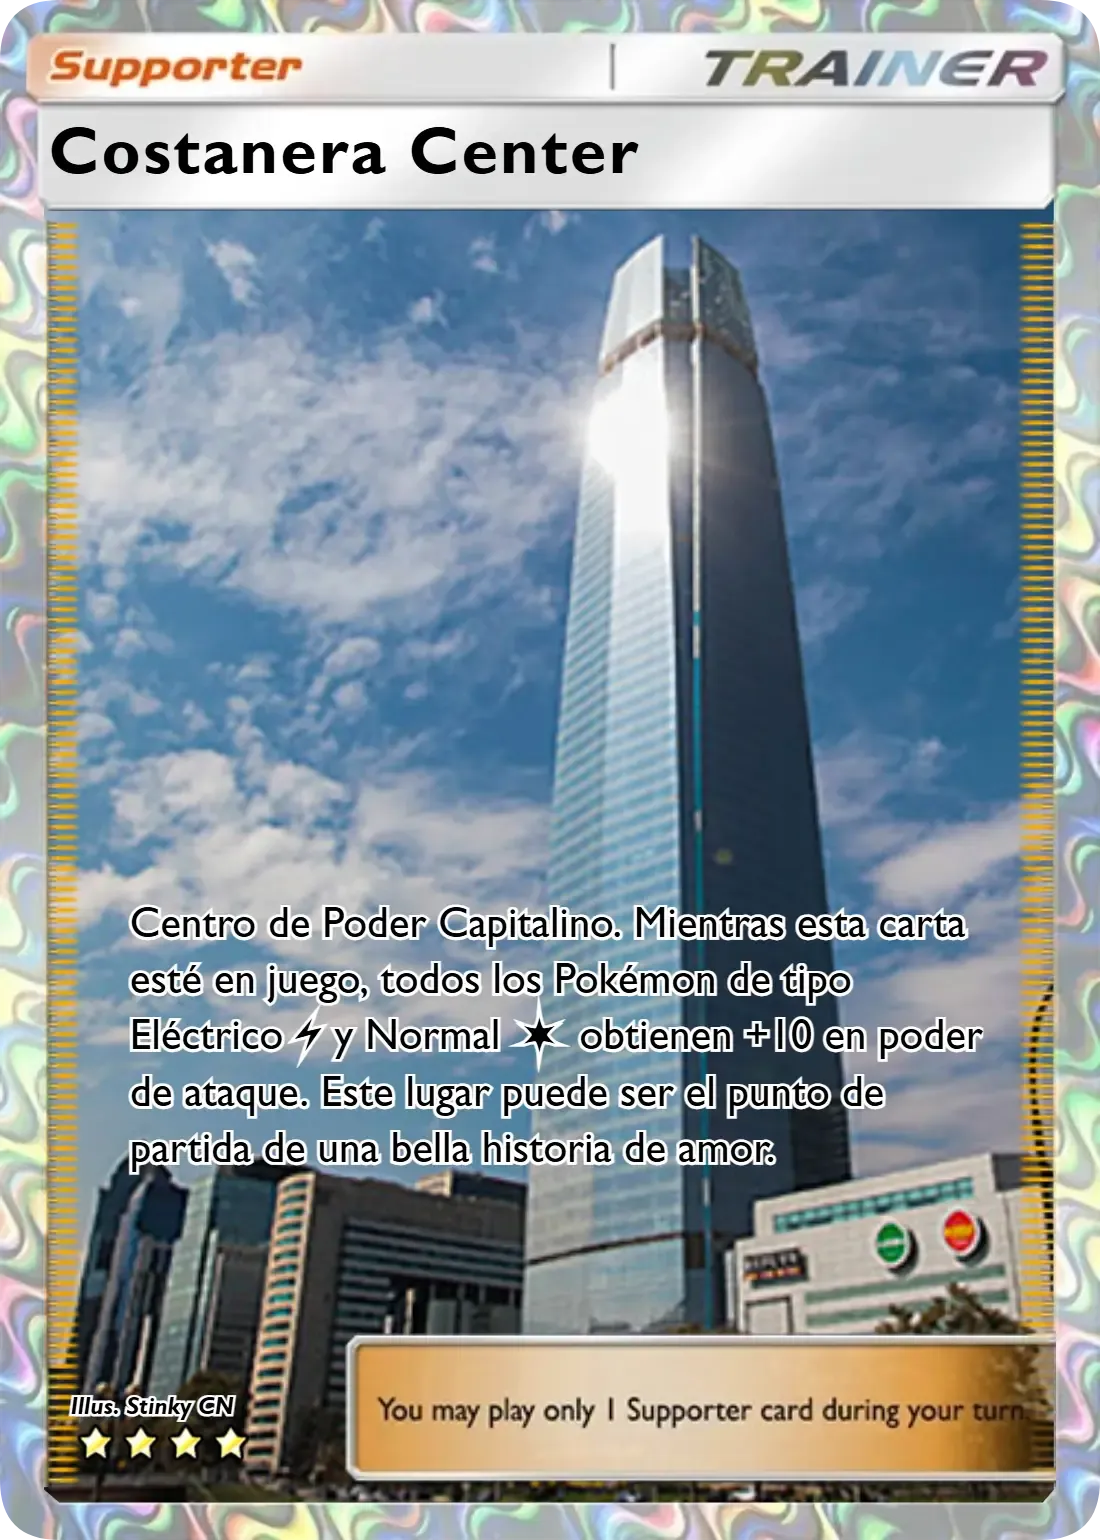 Supporter
TRAINER
Costanera Center
Centro de Poder Capitalino. Mientras esta carta
esté en juego, todos los Pokémon de tipo
Eléctrico y Normal obtienen +10 en poder
de ataque. Este lugar puede ser el punto de
partida de una bella historia de amor.
Illus. Stinky CN
You may play only 1 Supporter card during your turn.